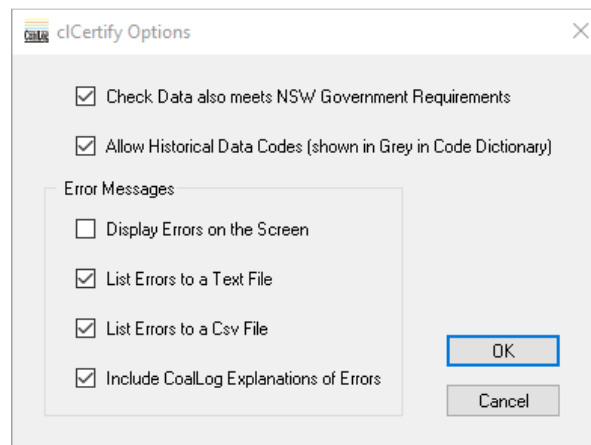 CoalLog clCertify Options
Check Data also meets NSW Government Requirements
Allow Historical Data Codes (shown in Grey in Code Dictionary)
Error Messages
Display Errors on the Screen
List Errors to a Text File
List Errors to a Csv File
Include CoalLog Explanations of Errors
OK
Cancel